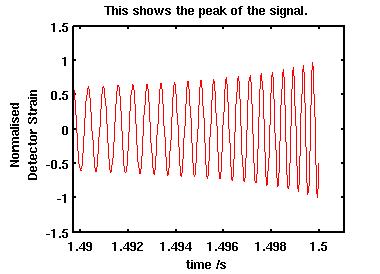 This shows the peak of the signal.
1.5
1
0.5
0
-0.5
-1
-1.5
Normalised
Detector Strain
1.49 1.492 1.494 1.496 1.498 1.5
time /s